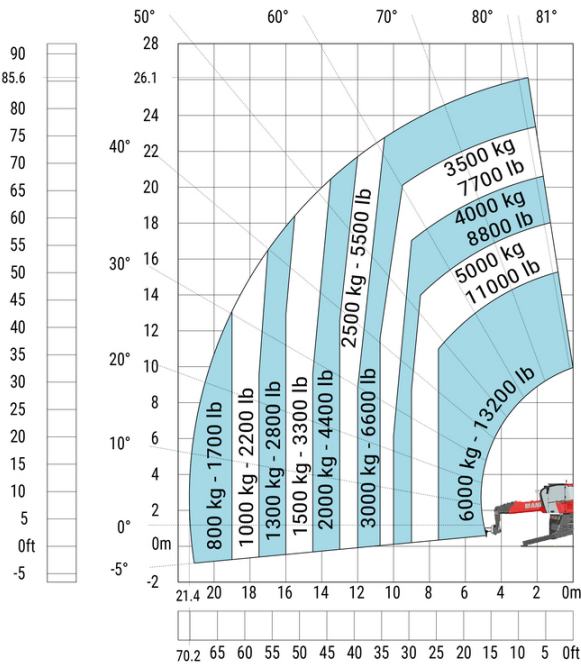 50° 60° 70° 80° 81°
90 28
85.6 26.1
80 24
75 40° 22
70 20
65
60 18
55 16
50 30° 14
45
40 12
35 20° 10
30 8
25
20 10° 6
15 4
10
5 0° 2
0ft 0m
-5 -5° -2
3500 kg
7700 lb
4000 kg
8800 lb
5000 kg
11000 lb
6000 kg - 13200 lb
2500 kg - 5500 lb
800 kg - 1700 lb
1000 kg - 2200 lb
1300 kg - 2800 lb
1500 kg - 3300 lb
2000 kg - 4400 lb
3000 kg - 6600 lb
21.4 20 18 16 14 12 10 8 6 4 2 0m
70.2 65 60 55 50 45 40 35 30 25 20 15 10 5 0ft